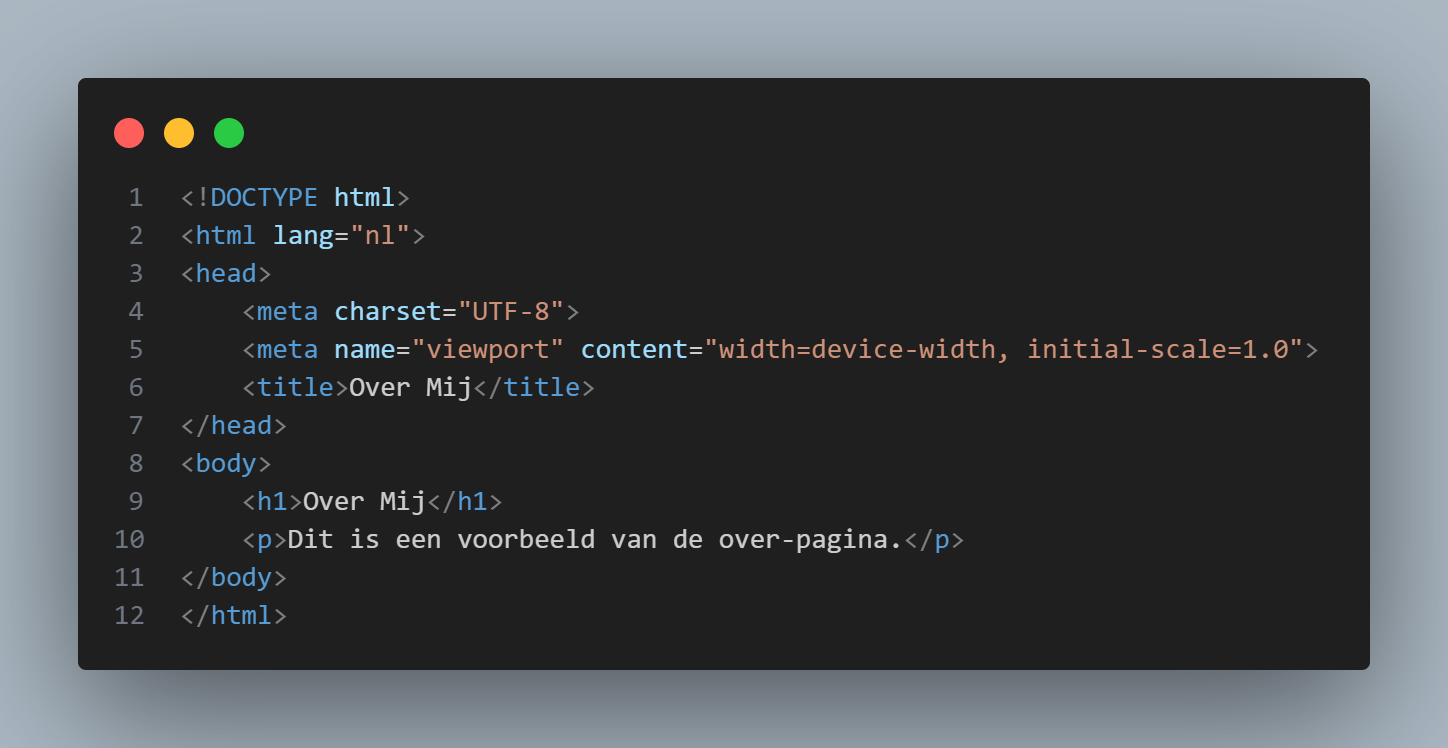 1 <!DOCTYPE html>
2 <html lang="nl">
3 <head>
4     <meta charset="UTF-8">
5     <meta name="viewport" content="width=device-width, initial-scale=1.0">
6     <title>Over Mij</title>
7 </head>
8 <body>
9     <h1>Over Mij</h1>
10     <p>Dit is een voorbeeld van de over-pagina.</p>
11 </body>
12 </html>